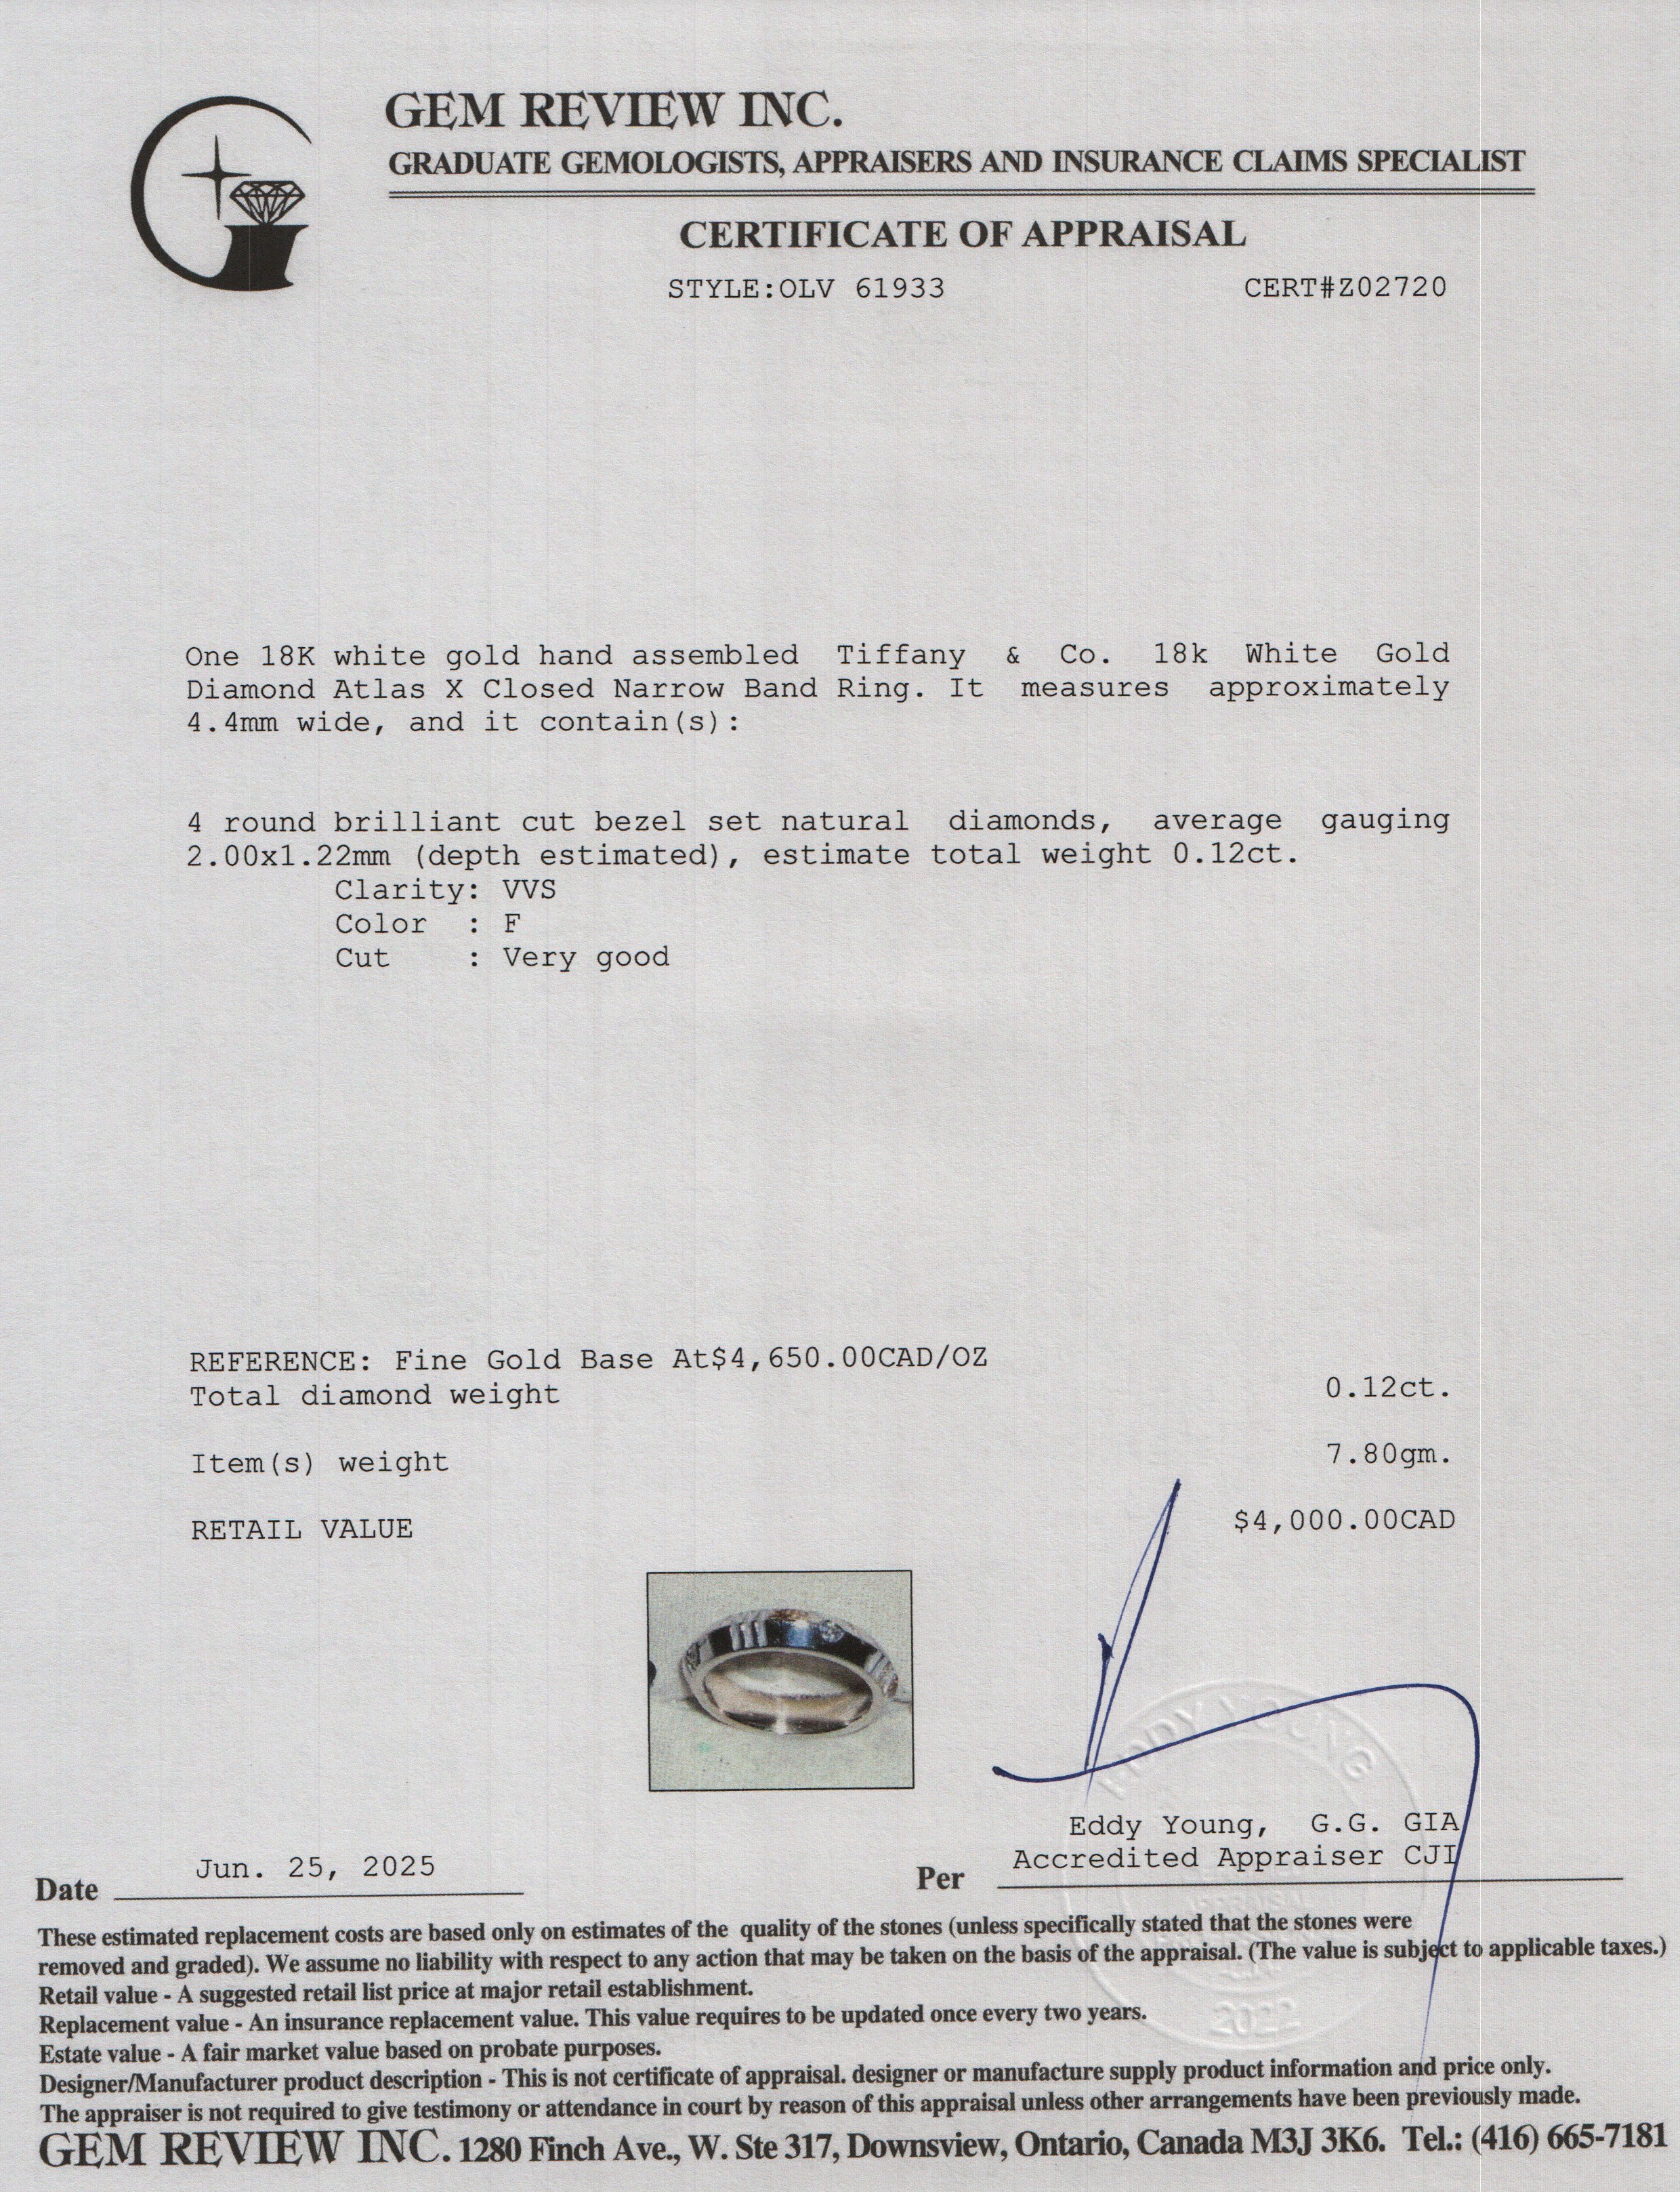 GEM REVIEW INC.
GRADUATE GEMOLOGISTS, APPRAISERS AND INSURANCE CLAIMS SPECIALIST
CERTIFICATE OF APPRAISAL
STYLE:OLV 61933 CERT#Z02720
One 18K white gold hand assembled Tiffany & Co. 18k White Gold
Diamond Atlas X Closed Narrow Band Ring. It measures approximately
4.4mm wide, and it contain(s):
4 round brilliant cut bezel set natural diamonds, average gauging
2.00x1.22mm (depth estimated), estimate total weight 0.12ct.
Clarity: VVS
Color : F
Cut : Very good
REFERENCE: Fine Gold Base At$4,650.00CAD/OZ
Total diamond weight 0.12ct.
Item(s) weight 7.80gm.
RETAIL VALUE $4,000.00CAD
Eddy Young, G.G. GIA
Date Jun. 25, 2025 Per Accredited Appraiser CJI
These estimated replacement costs are based only on estimates of the quality of the stones (unless specifically stated that the stones were
removed and graded). We assume no liability with respect to any action that may be taken on the basis of the appraisal. (The value is subject to applicable taxes.)
Retail value - A suggested retail list price at major retail establishment.
Replacement value - An insurance replacement value. This value requires to be updated once every two years.
Estate value - A fair market value based on probate purposes.
Designer/Manufacturer product description - This is not certificate of appraisal. designer or manufacture supply product information and price only.
The appraiser is not required to give testimony or attendance in court by reason of this appraisal unless other arrangements have been previously made.
GEM REVIEW INC. 1280 Finch Ave., W. Ste 317, Downsview, Ontario, Canada M3J 3K6. Tel.: (416) 665-7181
YOUNG
2022